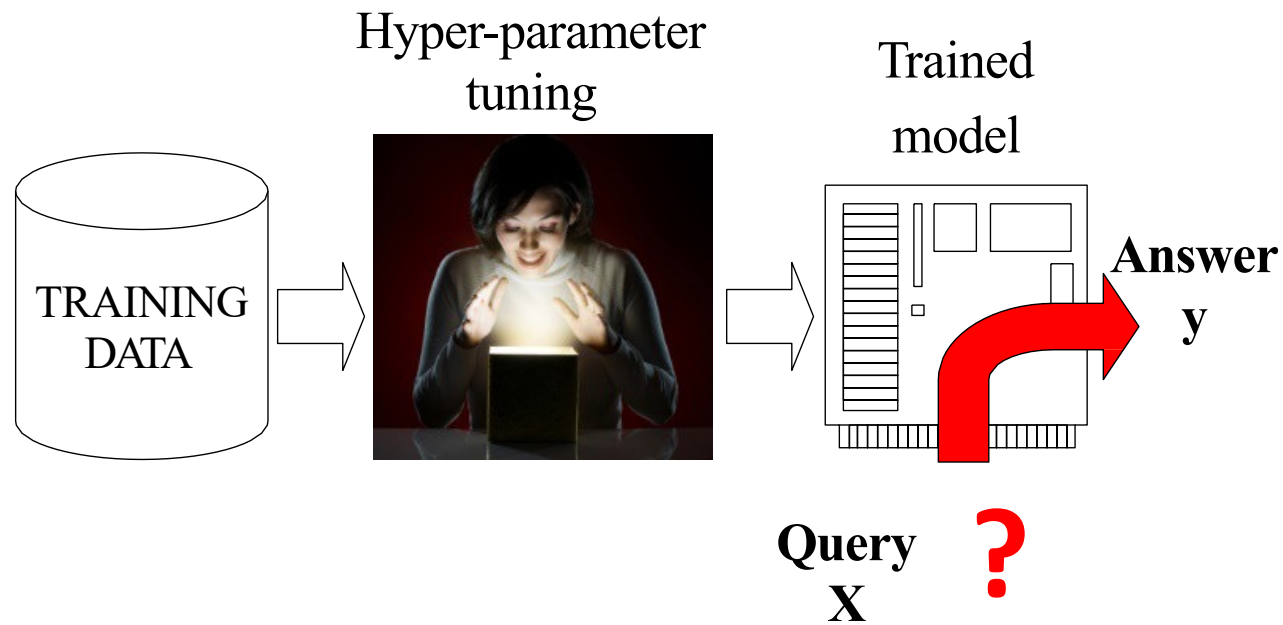 Hyper-parameter
tuning
Trained
model
TRAINING
DATA
Answer
y
Query
X
?